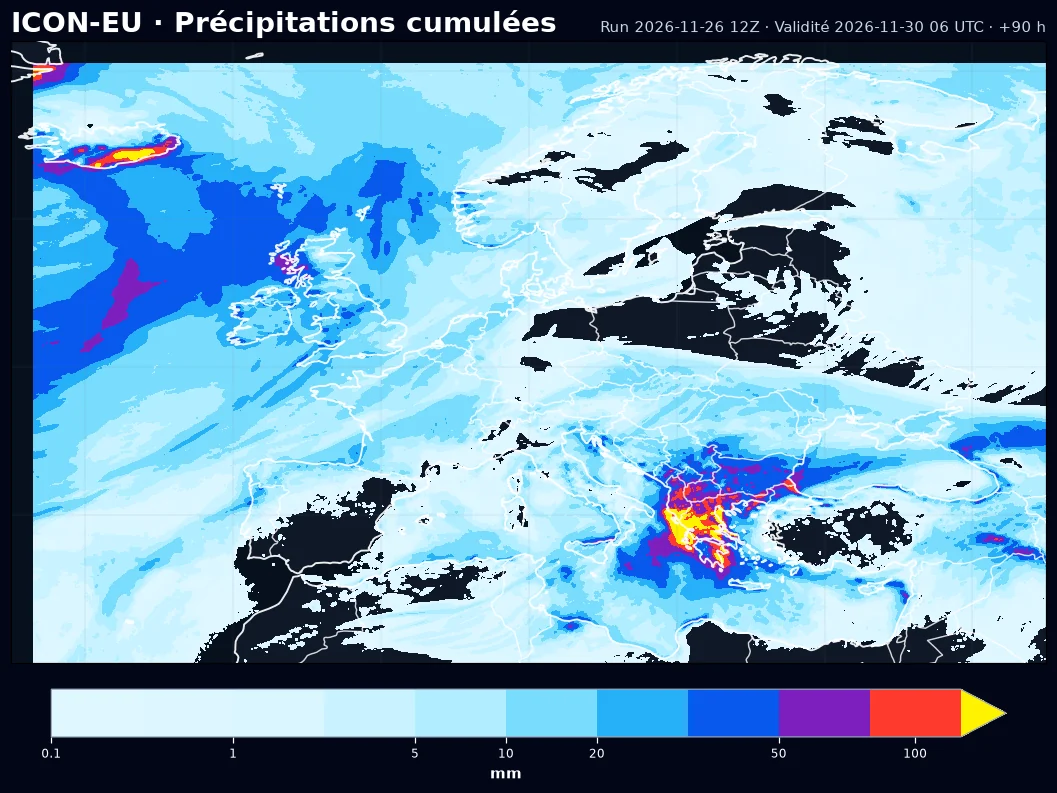 ICON-EU · Précipitations cumulées
Run 2026-11-26 12Z · Validité 2026-11-30 06 UTC · +90 h
0.1 1 5 10 20 50 100
mm